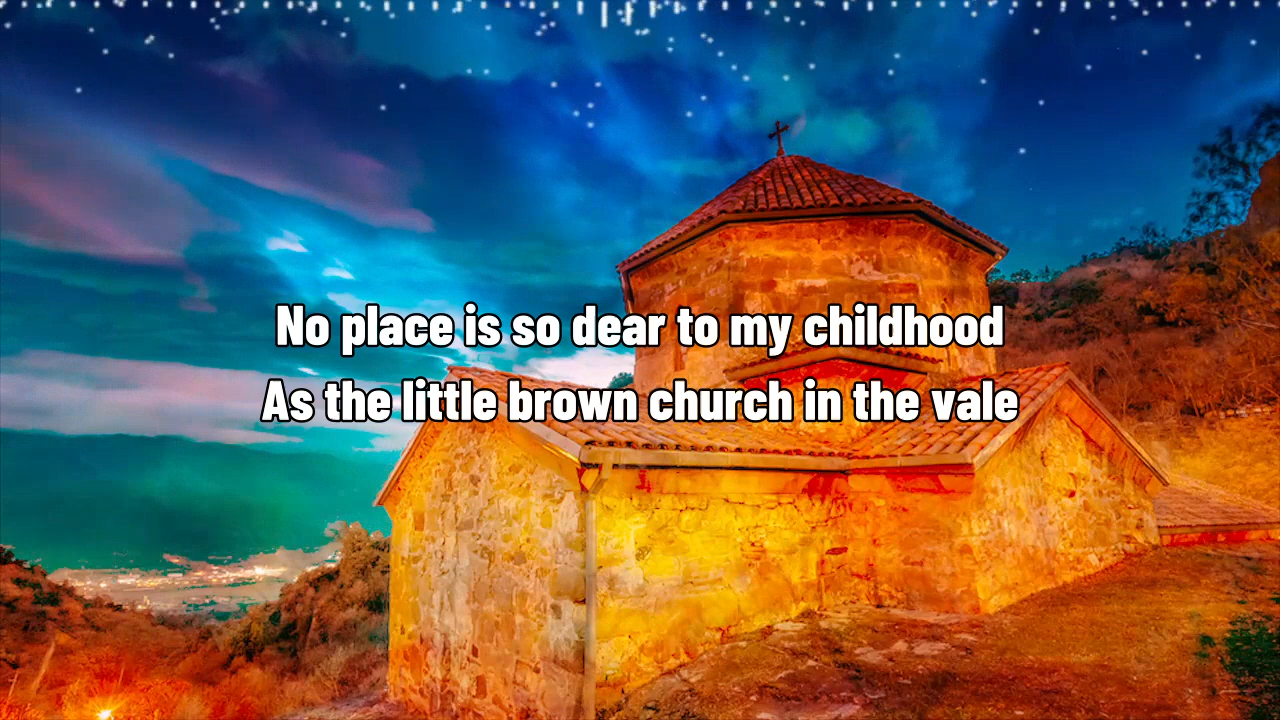 No place is so dear to my childhood
As the little brown church in the vale